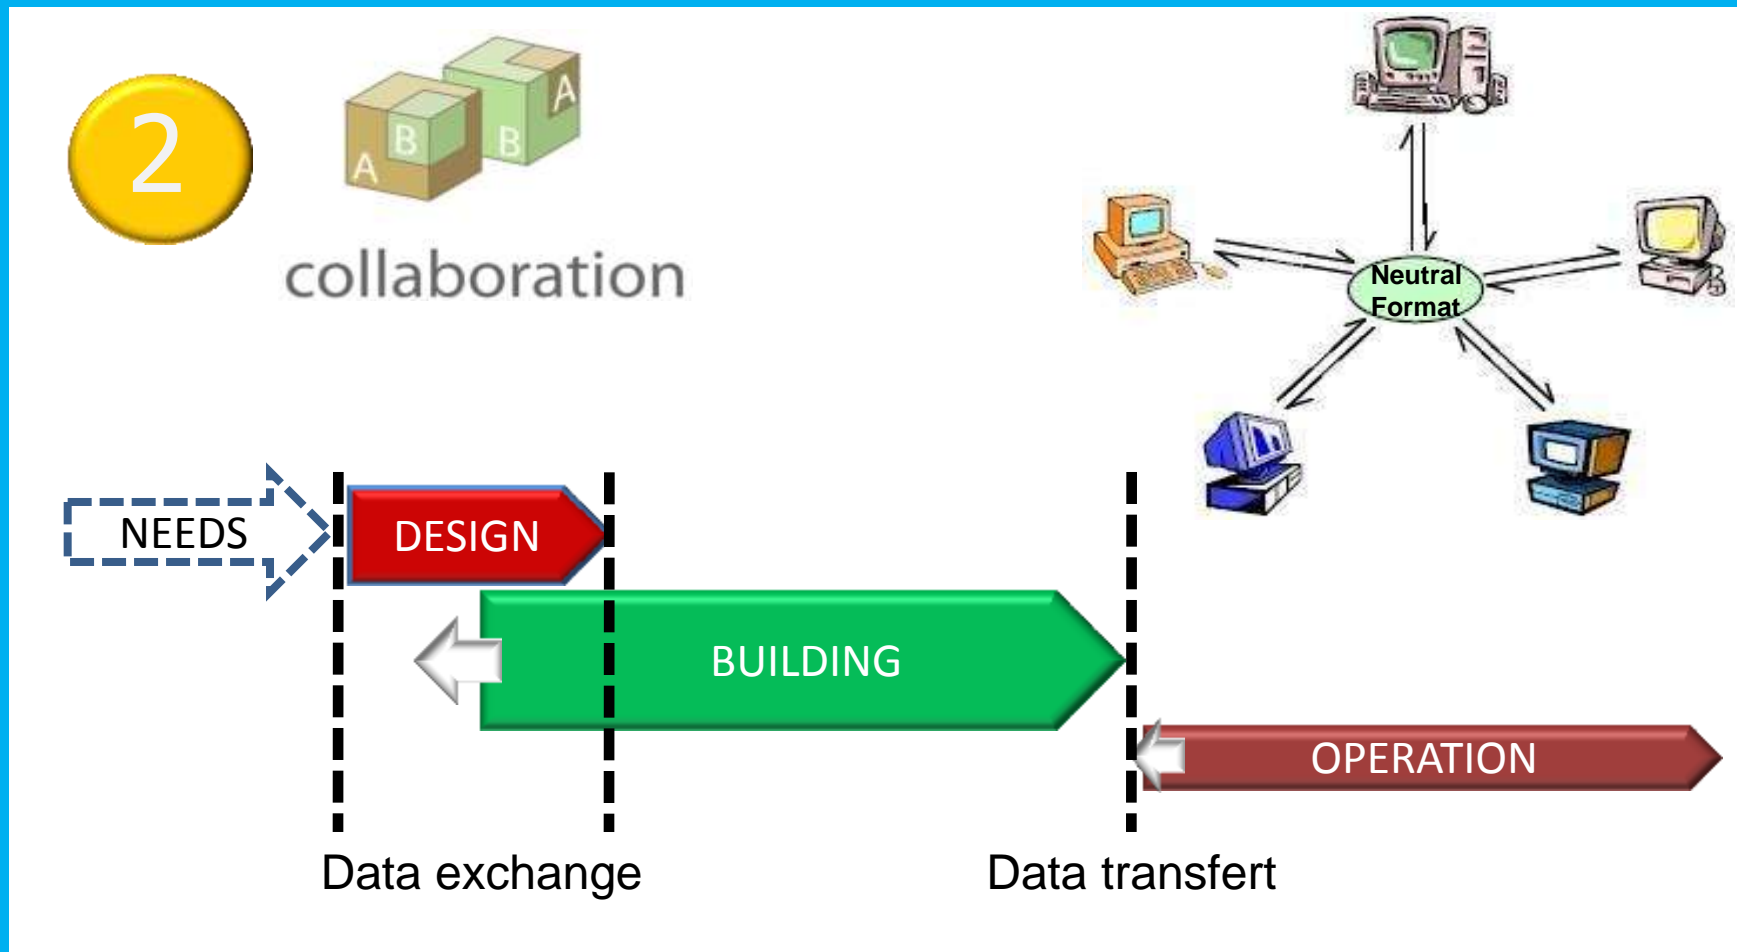 2
A
B
B
A
collaboration
Neutral
Format
NEEDS
DESIGN
BUILDING
OPERATION
Data exchange
Data transfert